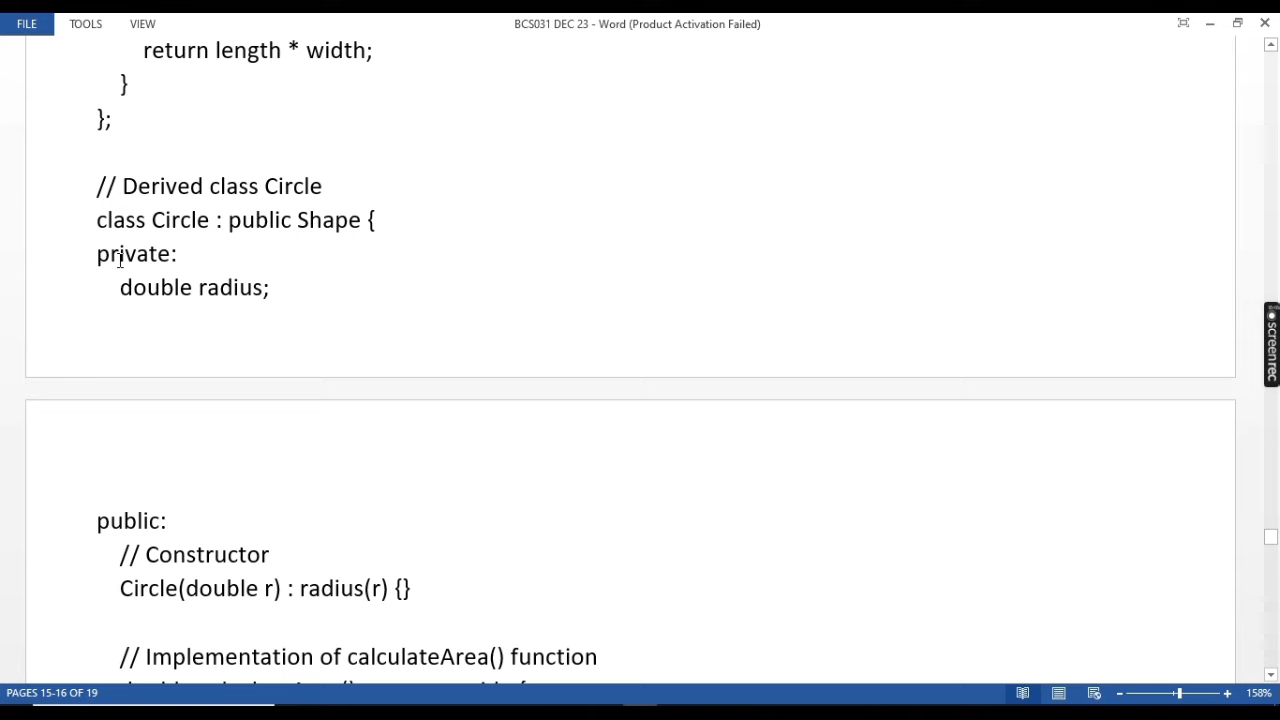 FILE TOOLS VIEW BCS031 DEC 23 - Word (Product Activation Failed)
return length * width;
}
};
// Derived class Circle
class Circle : public Shape {
private:
double radius;
screenrec
public:
// Constructor
Circle(double r) : radius(r) {}
// Implementation of calculateArea() function
PAGES 15-16 OF 19 158%